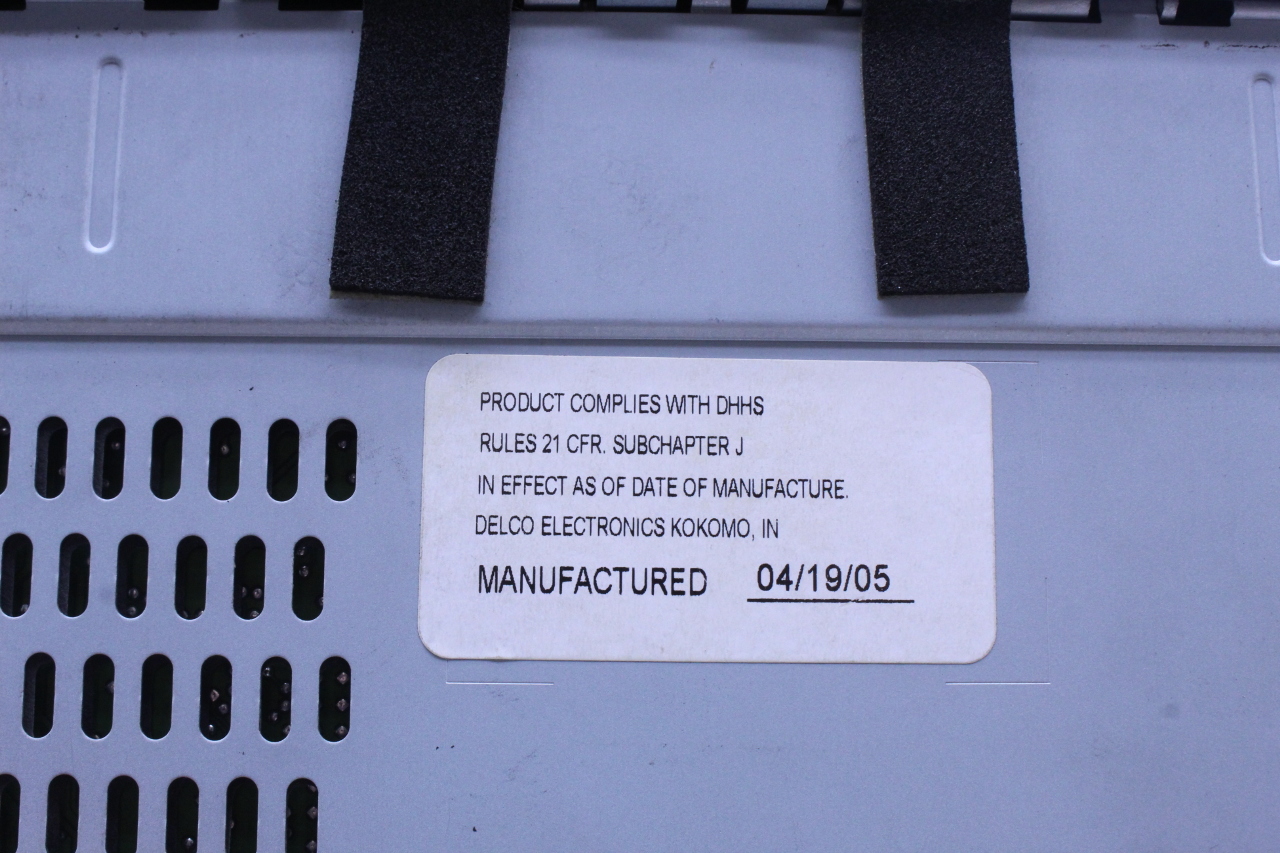 PRODUCT COMPLIES WITH DHHS
RULES 21 CFR. SUBCHAPTER J
IN EFFECT AS OF DATE OF MANUFACTURE.
DELCO ELECTRONICS KOKOMO, IN
MANUFACTURED 04/19/05